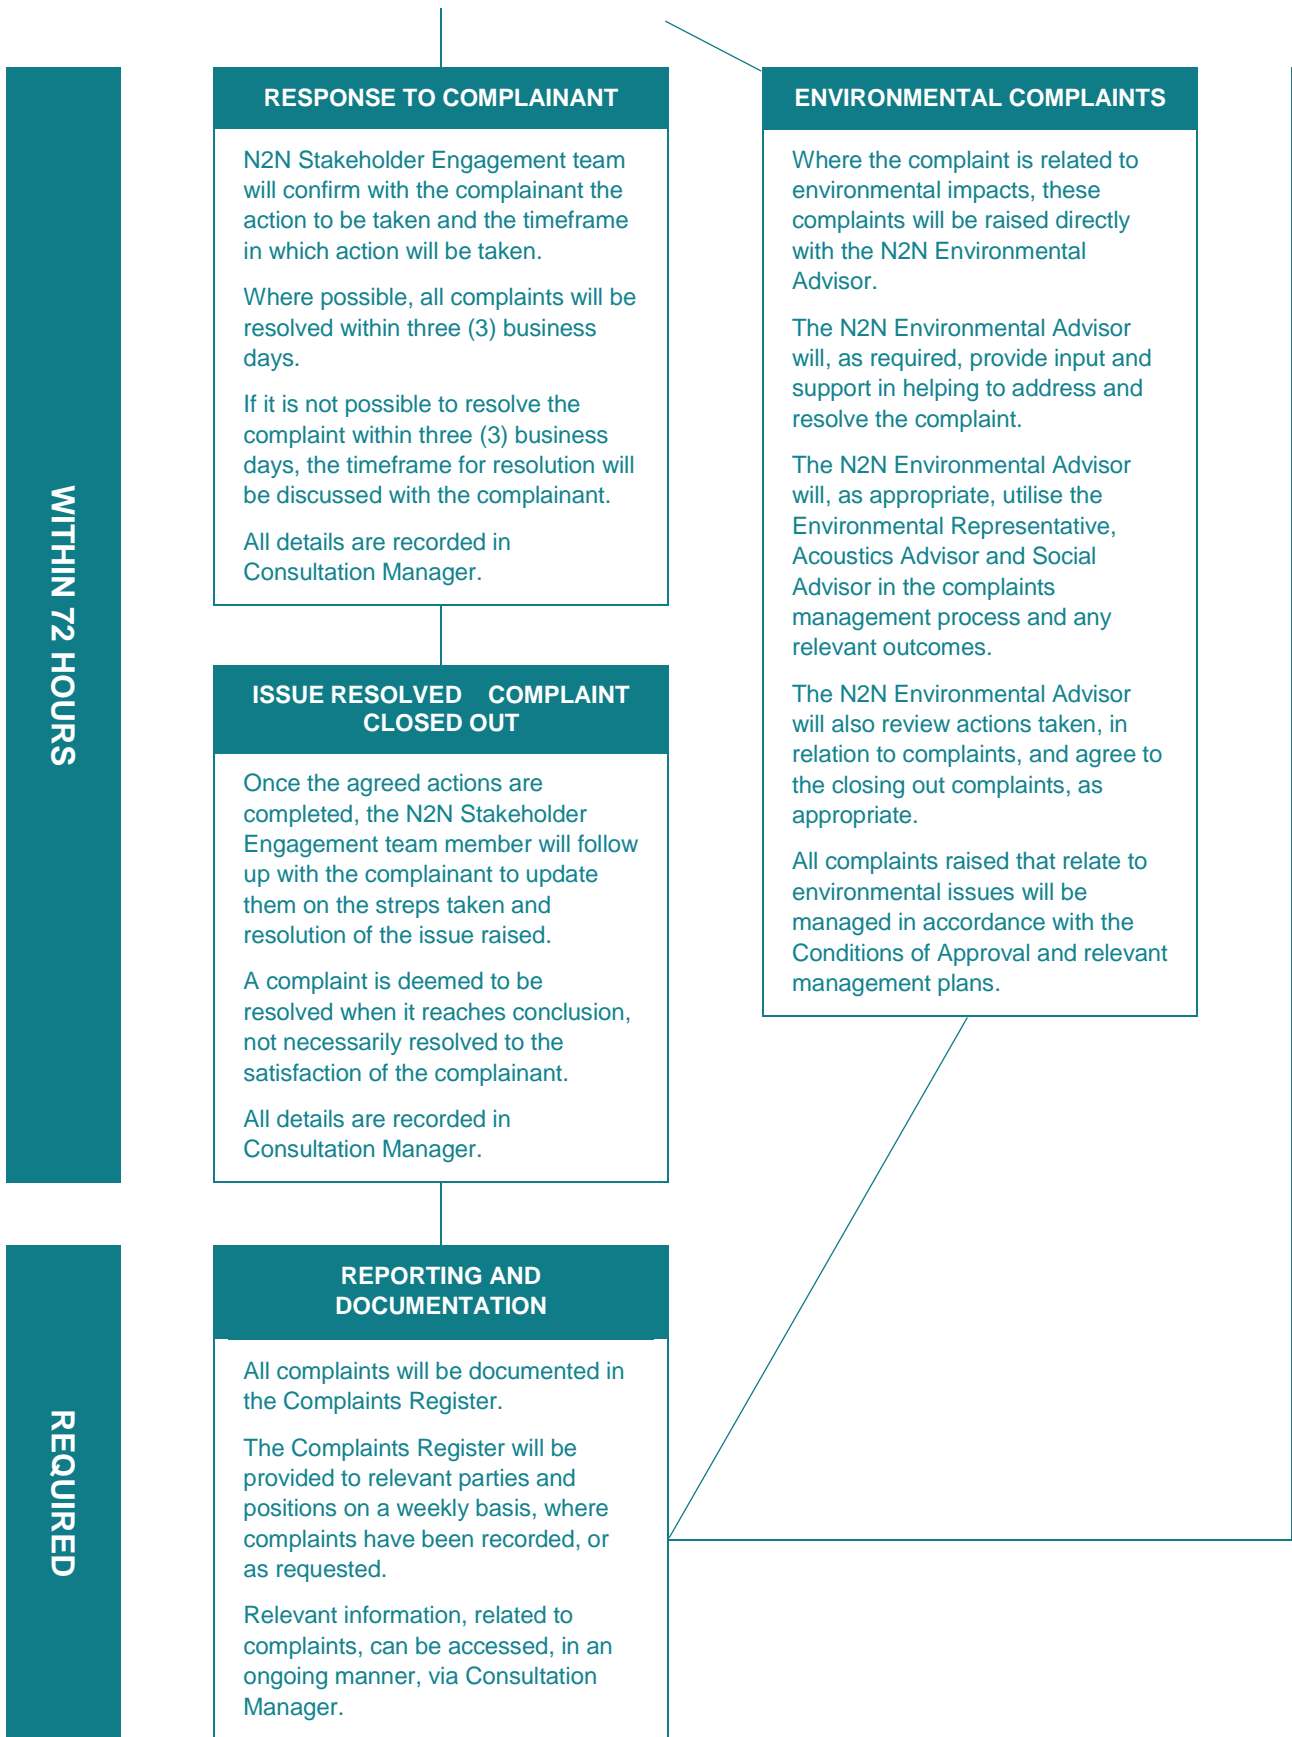 WITHIN 72 HOURS
RESPONSE TO COMPLAINANT
N2N Stakeholder Engagement team
will confirm with the complainant the
action to be taken and the timeframe
in which action will be taken.
Where possible, all complaints will be
resolved within three (3) business
days.
If it is not possible to resolve the
complaint within three (3) business
days, the timeframe for resolution will
be discussed with the complainant.
All details are recorded in
Consultation Manager.
ENVIRONMENTAL COMPLAINTS
Where the complaint is related to
environmental impacts, these
complaints will be raised directly
with the N2N Environmental
Advisor.
The N2N Environmental Advisor
will, as required, provide input and
support in helping to address and
resolve the complaint.
The N2N Environmental Advisor
will, as appropriate, utilise the
Environmental Representative,
Acoustics Advisor and Social
Advisor in the complaints
management process and any
relevant outcomes.
The N2N Environmental Advisor
will also review actions taken, in
relation to complaints, and agree to
the closing out complaints, as
appropriate.
All complaints raised that relate to
environmental issues will be
managed in accordance with the
Conditions of Approval and relevant
management plans.
ISSUE RESOLVED COMPLAINT
CLOSED OUT
Once the agreed actions are
completed, the N2N Stakeholder
Engagement team member will follow
up with the complainant to update
them on the streps taken and
resolution of the issue raised.
A complaint is deemed to be
resolved when it reaches conclusion,
not necessarily resolved to the
satisfaction of the complainant.
All details are recorded in
Consultation Manager.
REQUIRED
REPORTING AND
DOCUMENTATION
All complaints will be documented in
the Complaints Register.
The Complaints Register will be
provided to relevant parties and
positions on a weekly basis, where
complaints have been recorded, or
as requested.
Relevant information, related to
complaints, can be accessed, in an
ongoing manner, via Consultation
Manager.